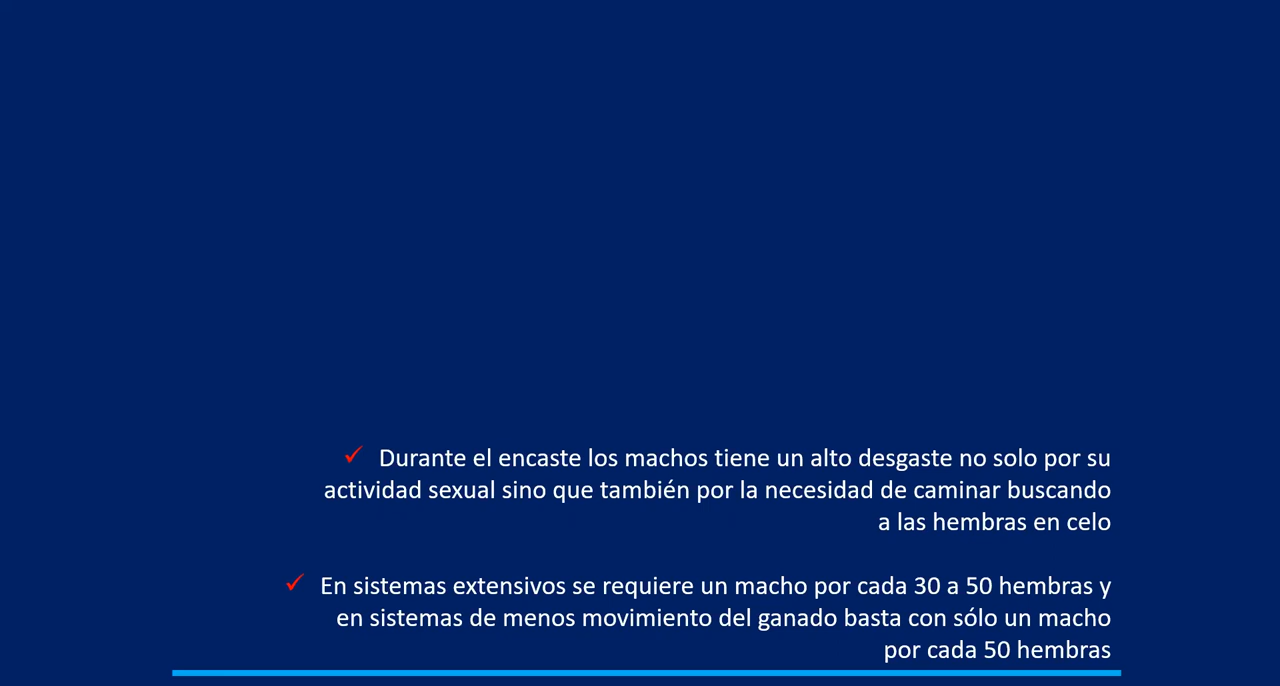 ✓ Durante el encaste los machos tiene un alto desgaste no solo por su
actividad sexual sino que también por la necesidad de caminar buscando
a las hembras en celo
✓ En sistemas extensivos se requiere un macho por cada 30 a 50 hembras y
en sistemas de menos movimiento del ganado basta con sólo un macho
por cada 50 hembras